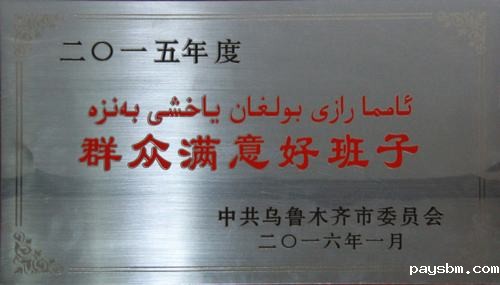 二〇一五年度
ئامما رازى بولغان ياخشى بەنزە
群众满意好班子
中共乌鲁木齐市委员会
二〇一六年一月
paysbm.com